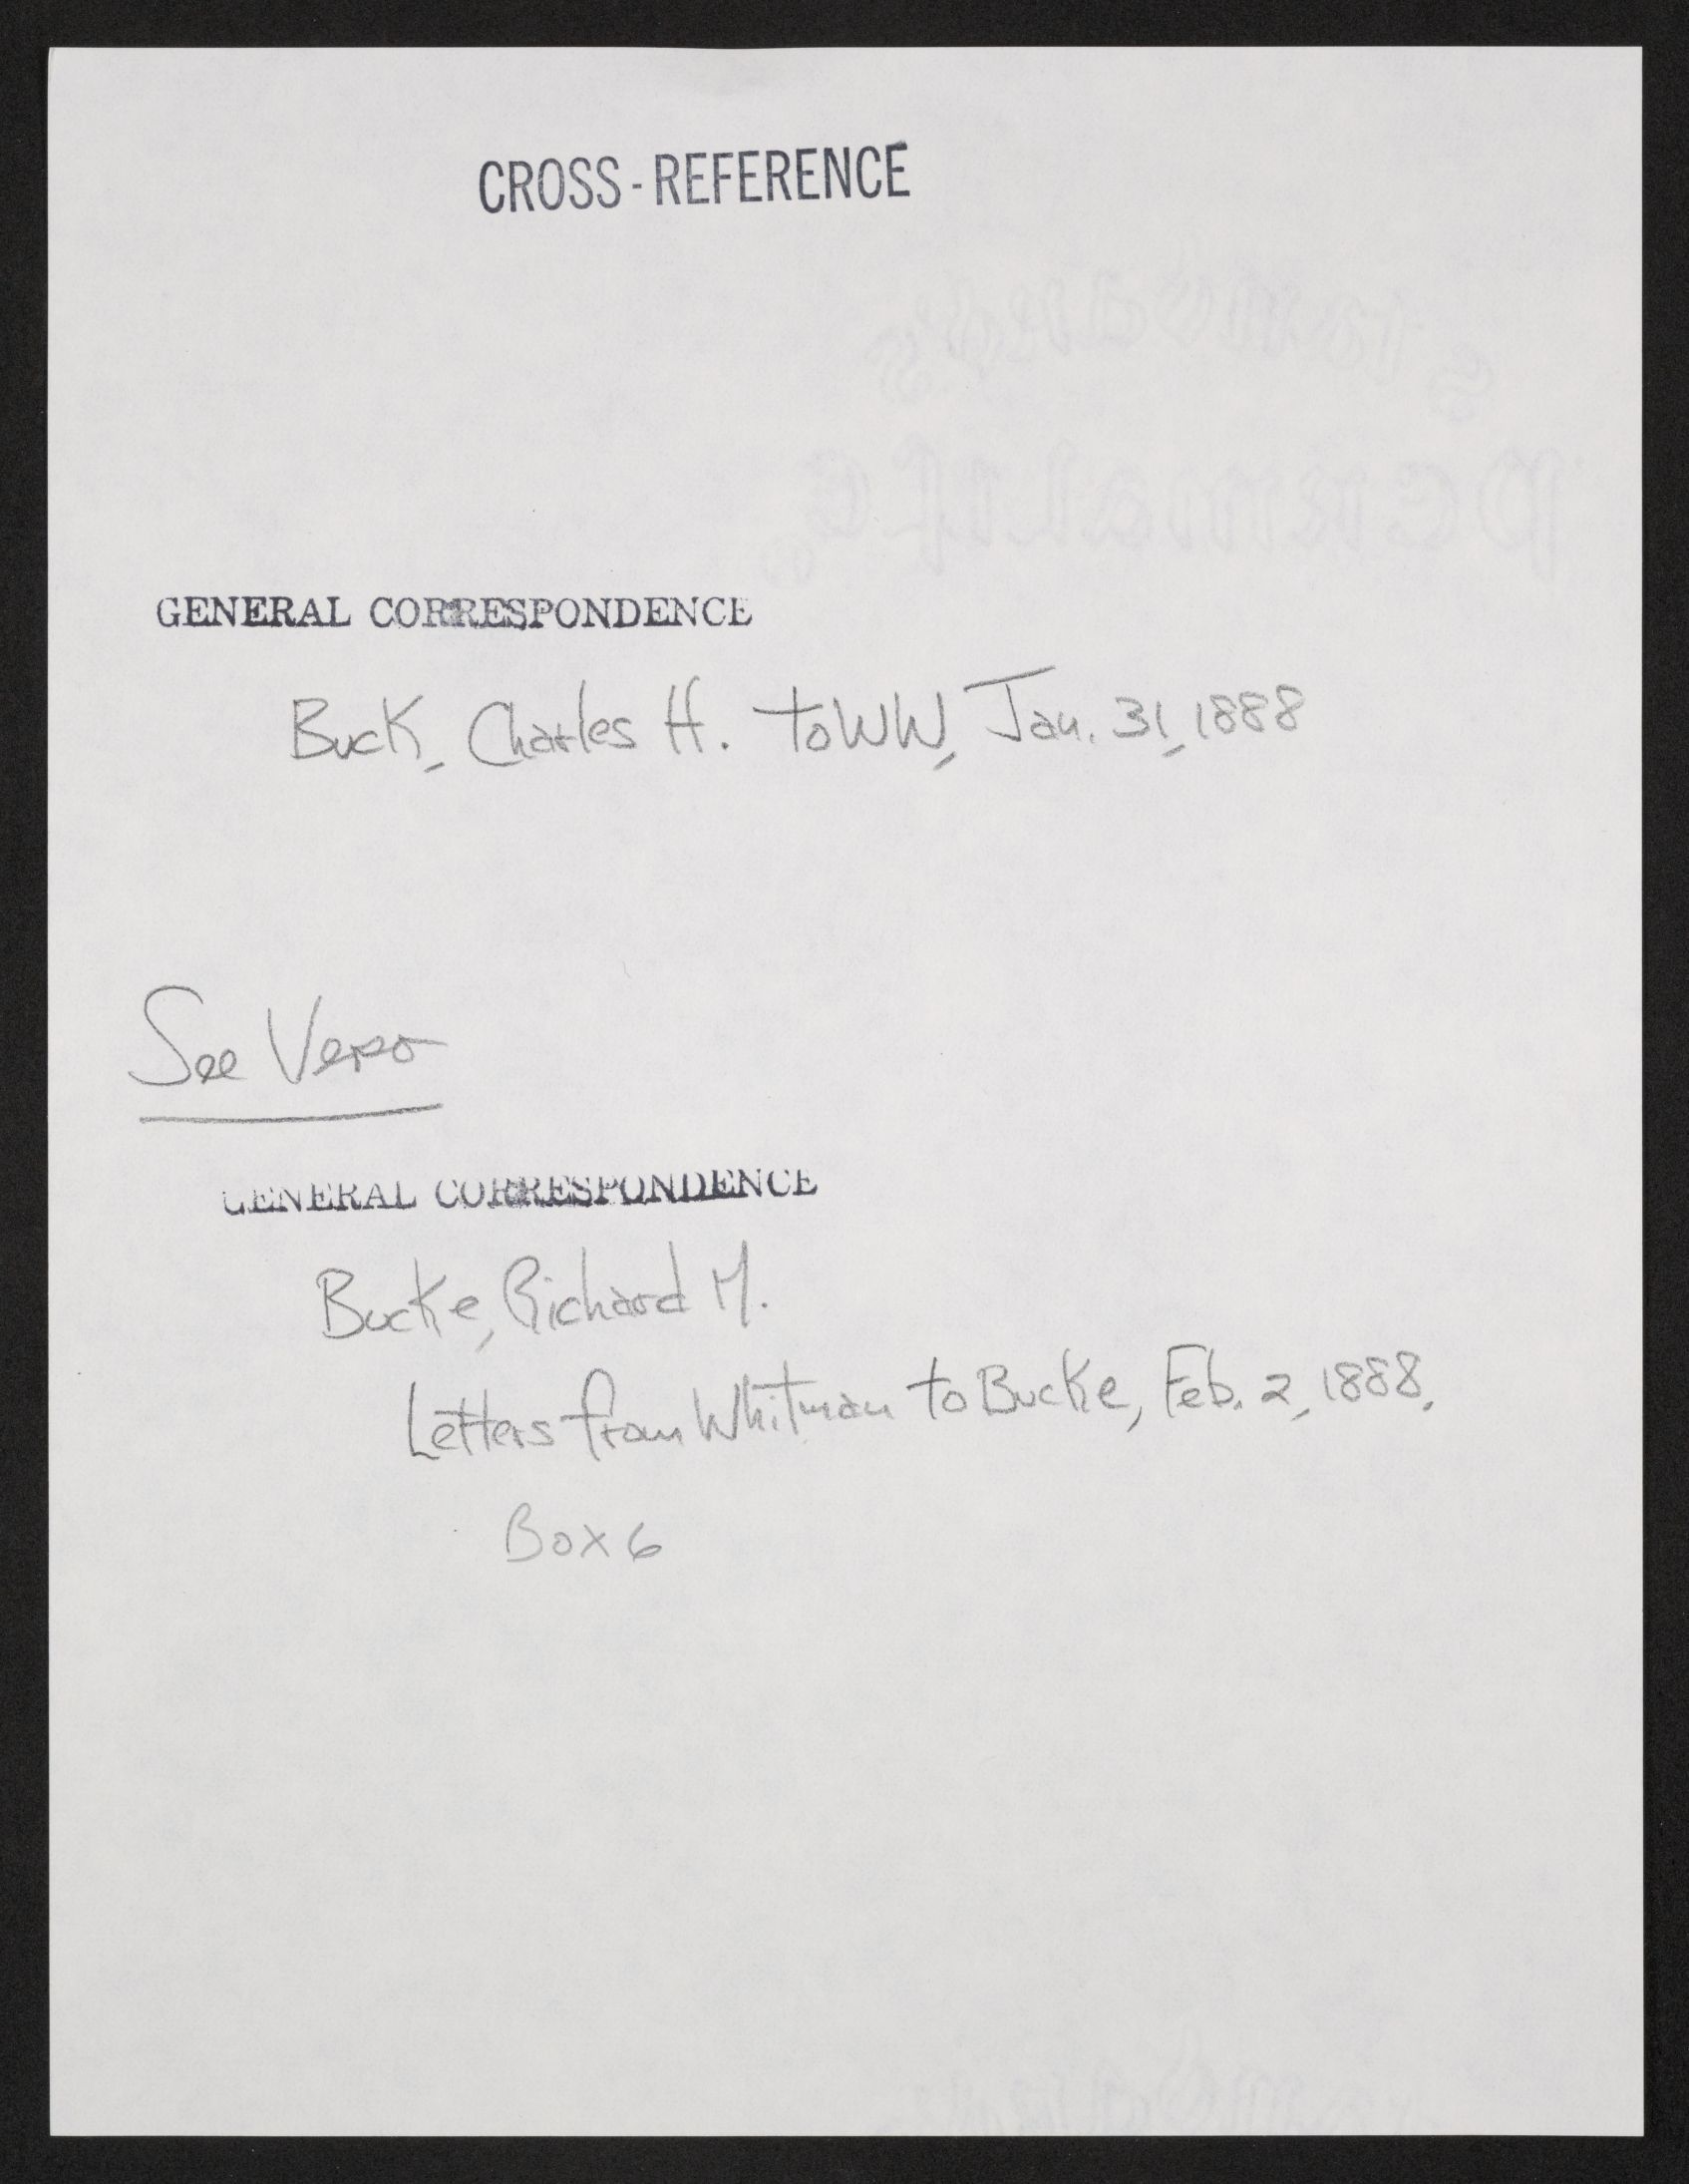 CROSS-REFERENCE
GENERAL CORRESPONDENCE
Buck, Charles H. to WW, Jan. 31, 1888
See Verso
GENERAL CORRESPONDENCE
Bucke, Richard M.
Letters from Whitman to Bucke, Feb. 2, 1888.
Box 6